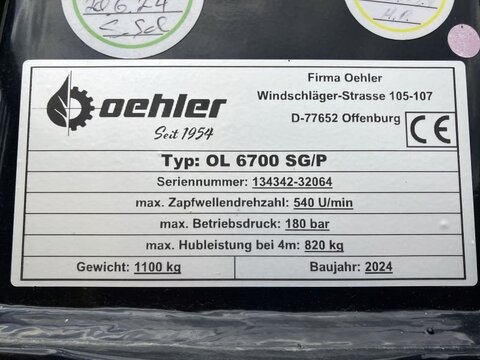 oehler
Seit 1954
Firma Oehler
Windschläger-Strasse 105-107
D-77652 Offenburg
CE
Typ: OL 6700 SG/P
Seriennummer: 134342-32064
max. Zapfwellendrehzahl: 540 U/min
max. Betriebsdruck: 180 bar
max. Hubleistung bei 4m: 820 kg
Gewicht: 1100 kg
Baujahr: 2024